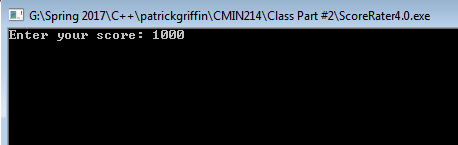 G:\Spring 2017\C++\patrickgriffin\CMIN214\Class Part #2\ScoreRater4.0.exe
Enter your score: 1000